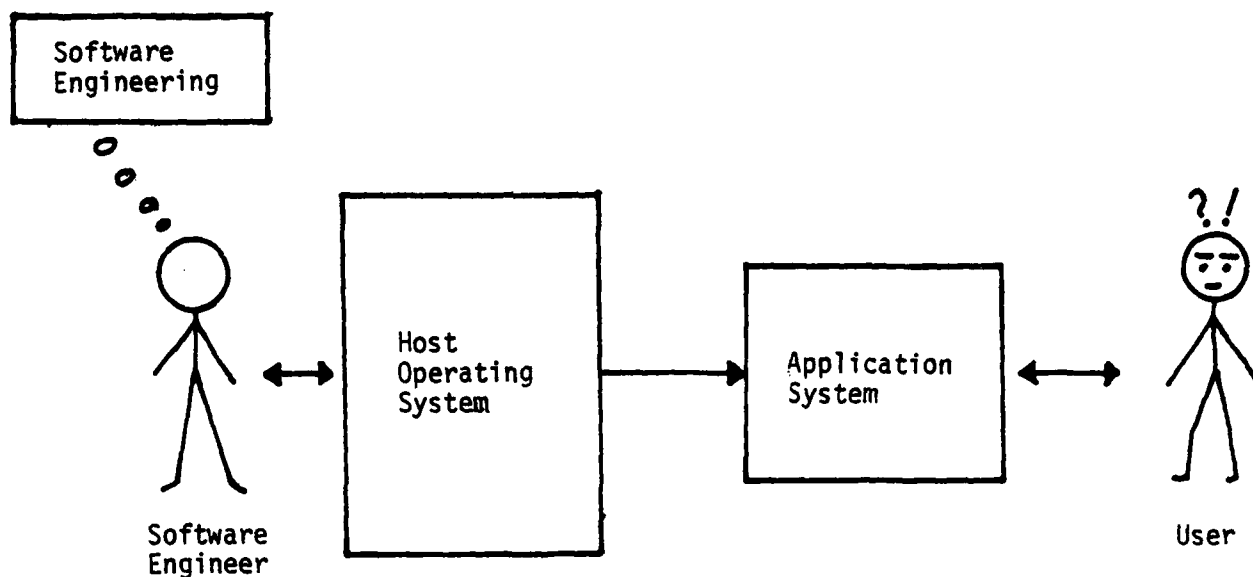 Software
Engineering
?!
Host
Operating
System
Application
System
Software
Engineer
User